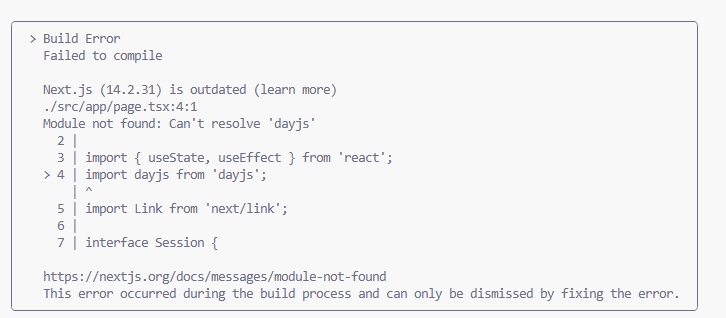 > Build Error
Failed to compile
Next.js (14.2.31) is outdated (learn more)
./src/app/page.tsx:4:1
Module not found: Can't resolve 'dayjs'
2 |
3 | import { useState, useEffect } from 'react';
> 4 | import dayjs from 'dayjs';
| ^
5 | import Link from 'next/link';
6 |
7 | interface Session {
https://nextjs.org/docs/messages/module-not-found
This error occurred during the build process and can only be dismissed by fixing the error.